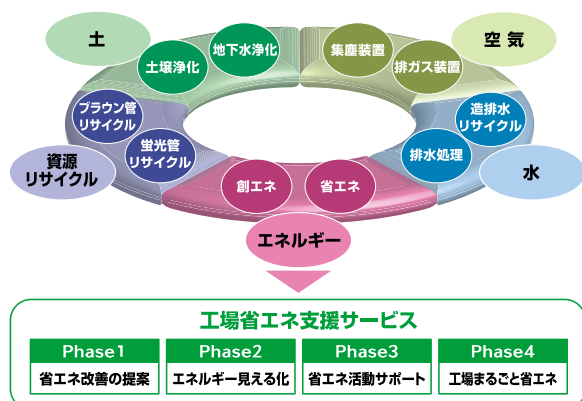 土
空気
地下水浄化
集塵装置
土壌浄化
排ガス装置
ブラウン管
リサイクル
造排水
リサイクル
蛍光管
リサイクル
排水処理
資源
リサイクル
水
創エネ
省エネ
エネルギー
工場省エネ支援サービス
Phase1
省エネ改善の提案
Phase2
エネルギー見える化
Phase3
省エネ活動サポート
Phase4
工場まるごと省エネ